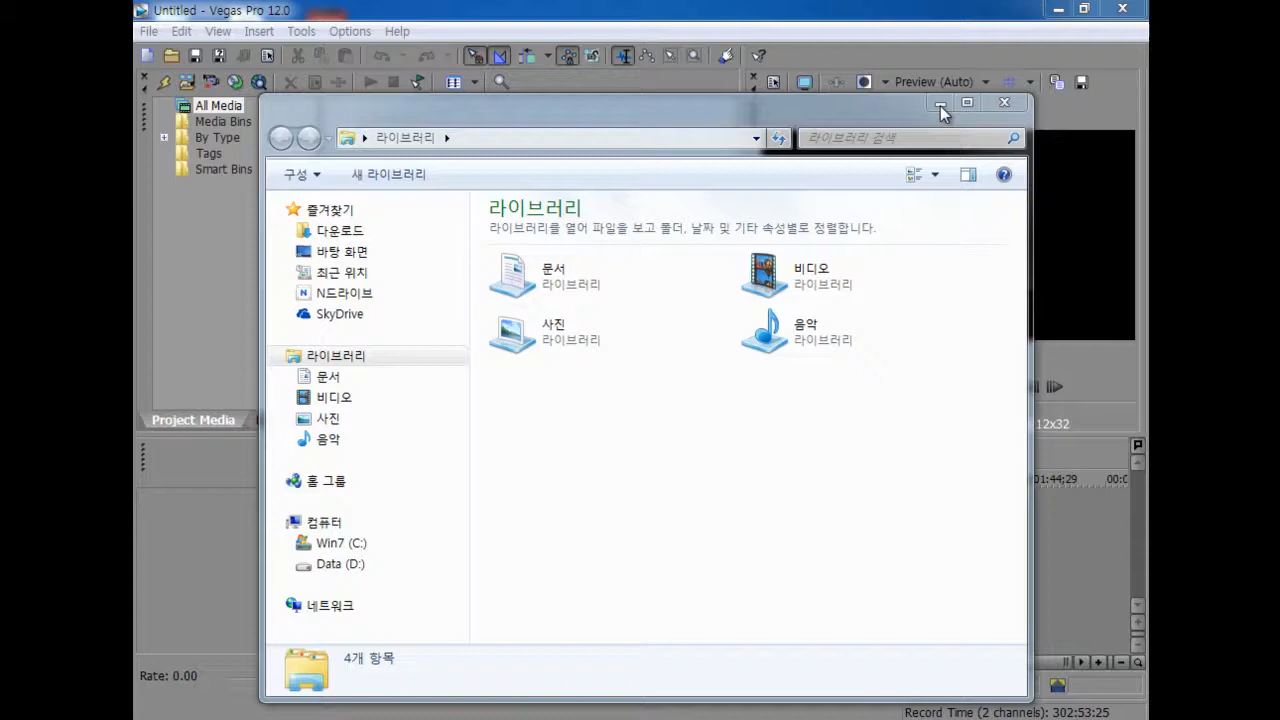 Untitled - Vegas Pro 12.0
File Edit View Insert Tools Options Help
Preview (Auto)
All Media
Media Bins
By Type
Tags
Smart Bins
Project Media
라이브러리
라이브러리 검색
구성 새 라이브러리
즐겨찾기
다운로드
바탕 화면
최근 위치
N드라이브
SkyDrive
라이브러리
문서
비디오
사진
음악
홈 그룹
컴퓨터
Win7 (C:)
Data (D:)
네트워크
라이브러리
라이브러리를 열어 파일을 보고 폴더, 날짜 및 기타 속성별로 정렬합니다.
문서
라이브러리
비디오
라이브러리
사진
라이브러리
음악
라이브러리
4개 항목
12x32
01:44;29 00:0
Rate: 0.00
Record Time (2 channels): 302:53:25